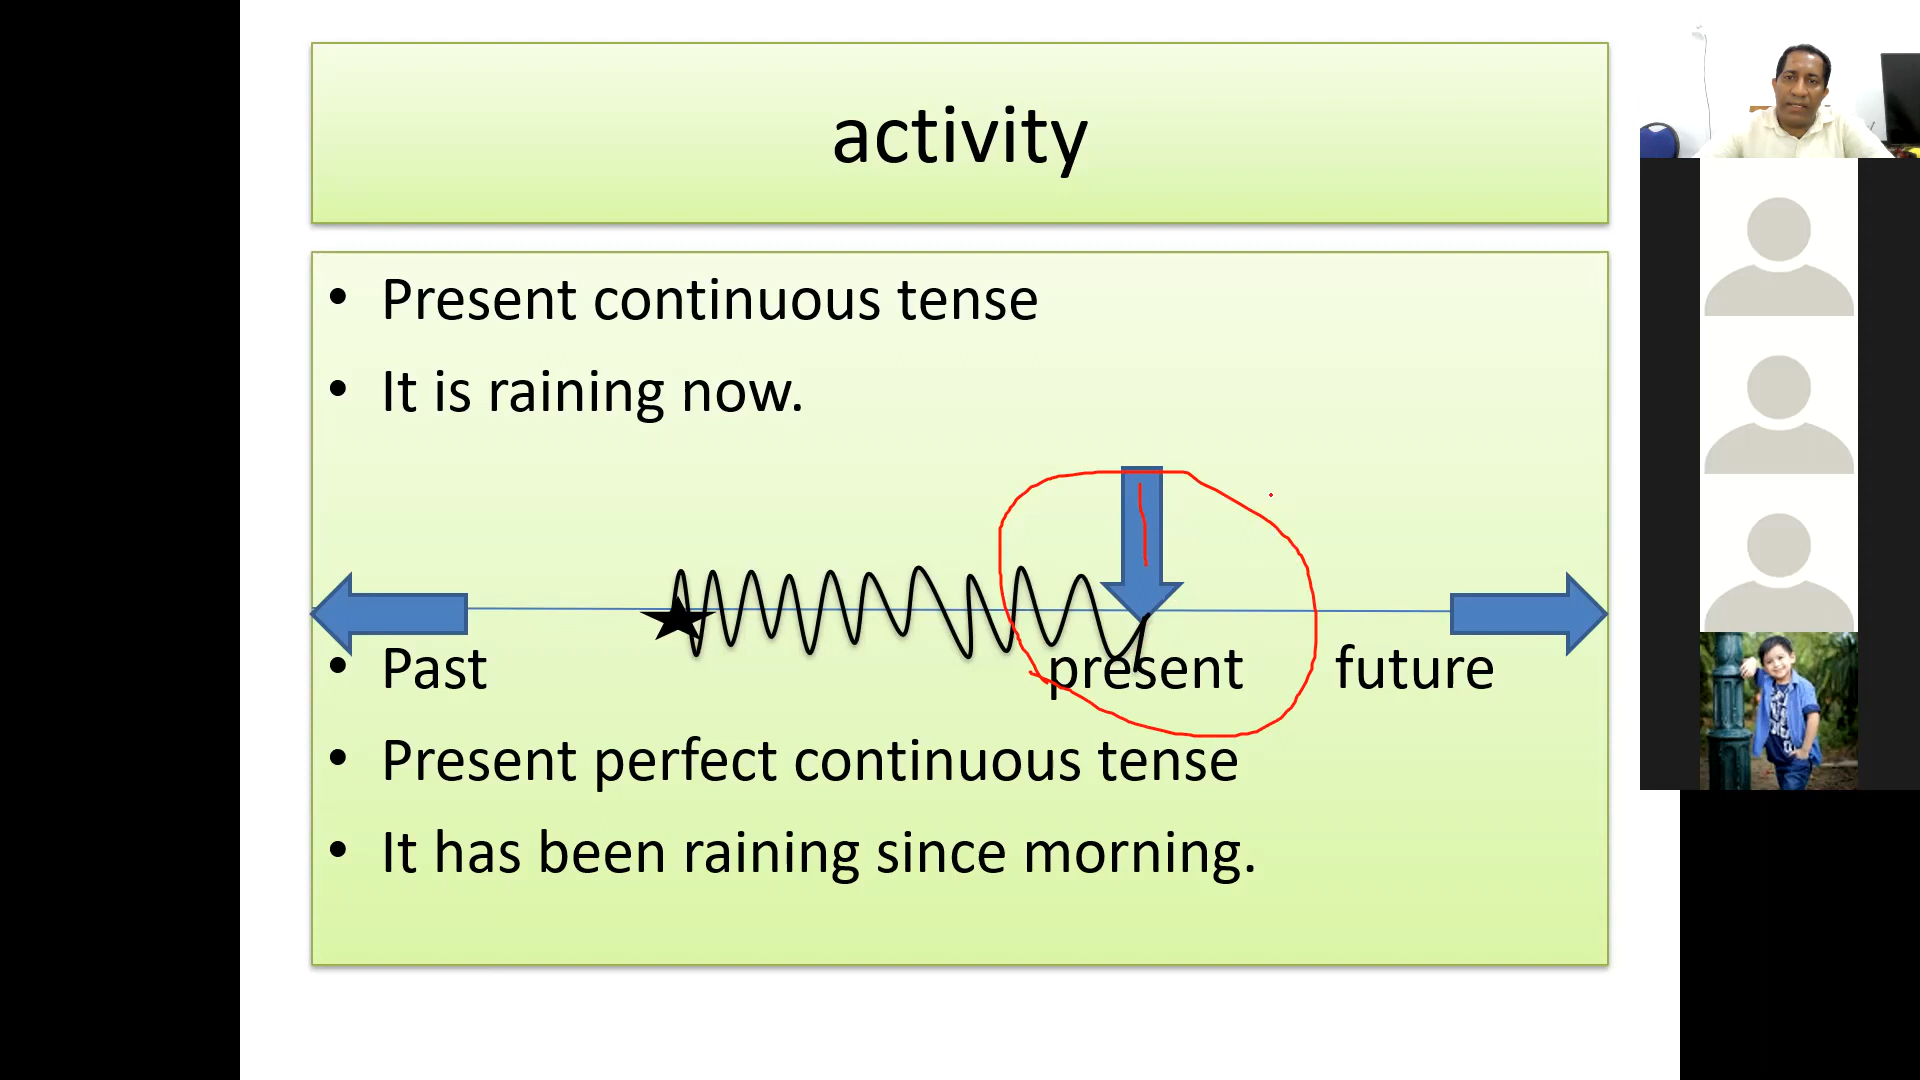 activity
• Present continuous tense
• It is raining now.
• Past present future
• Present perfect continuous tense
• It has been raining since morning.